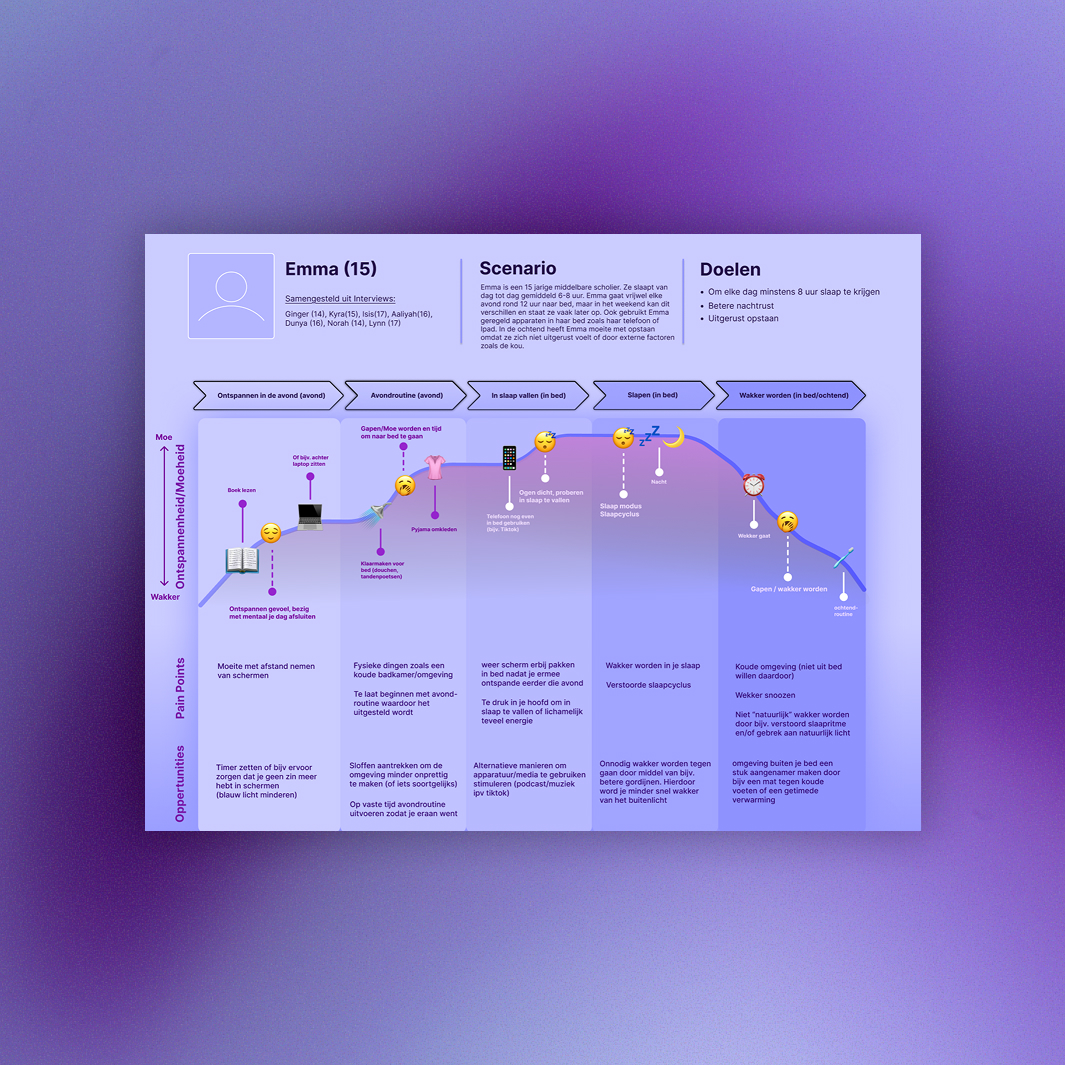 Emma (15)
Samengesteld uit Interviews:
Ginger (14), Kyra(15), Isis(17), Aaliyah(16),
Dunya (16), Norah (14), Lynn (17)
Scenario
Emma is een 15 jarige middelbare scholier. Ze slaapt van
dag tot dag gemiddeld 6-8 uur. Emma gaat vrijwel elke
avond rond 12 uur naar bed, maar in het weekend kan dit
verschillen en staat ze vaak later op. Ook gebruikt Emma
geregeld apparaten in haar bed zoals haar telefoon of
Ipad. In de ochtend heeft Emma moeite met opstaan
omdat ze zich niet uitgerust voelt of door externe factoren
zoals de kou.
Doelen
• Om elke dag minstens 8 uur slaap te krijgen
• Betere nachtrust
• Uitgerust opstaan
Ontspannen in de avond (avond)
Avondroutine (avond)
In slaap vallen (in bed)
Slapen (in bed)
Wakker worden (in bed/ochtend)
Moe
Ontspannenheid/Moeheid
Wakker
Boek lezen
Ontspannen gevoel, bezig
met mentaal je dag afsluiten
Of bijv. achter
laptop zitten
Gapen/Moe worden en tijd
om naar bed te gaan
Klaarmaken voor
bed (douchen,
tandenpoetsen)
Pyjama omkleden
Telefoon nog even
in bed gebruiken
(bijv. Tiktok)
Ogen dicht, proberen
in slaap te vallen
Slaap modus
Slaapcyclus
Nacht
Wekker gaat
Gapen / wakker worden
ochtend-
routine
Pain Points
Moeite met afstand nemen
van schermen
Fysieke dingen zoals een
koude badkamer/omgeving
Te laat beginnen met avond-
routine waardoor het
uitgesteld wordt
weer scherm erbij pakken
in bed nadat je ermee
ontspande eerder die avond
Te druk in je hoofd om in
slaap te vallen of lichamelijk
teveel energie
Wakker worden in je slaap
Verstoorde slaapcyclus
Koude omgeving (niet uit bed
willen daardoor)
Wekker snoozen
Niet "natuurlijk" wakker worden
door bijv. verstoord slaapritme
en/of gebrek aan natuurlijk licht
Oppertunities
Timer zetten of bijv ervoor
zorgen dat je geen zin meer
hebt in schermen
(blauw licht minderen)
Sloffen aantrekken om de
omgeving minder onprettig
te maken (of iets soortgelijks)
Op vaste tijd avondroutine
uitvoeren zodat je eraan went
Alternatieve manieren om
apparatuur/media te gebruiken
stimuleren (podcast/muziek
ipv tiktok)
Onnodig wakker worden tegen
gaan door middel van bijv.
betere gordijnen. Hierdoor
word je minder snel wakker
van het buitenlicht
omgeving buiten je bed een
stuk aangenamer maken door
bijv een mat tegen koude
voeten of een getimede
verwarming